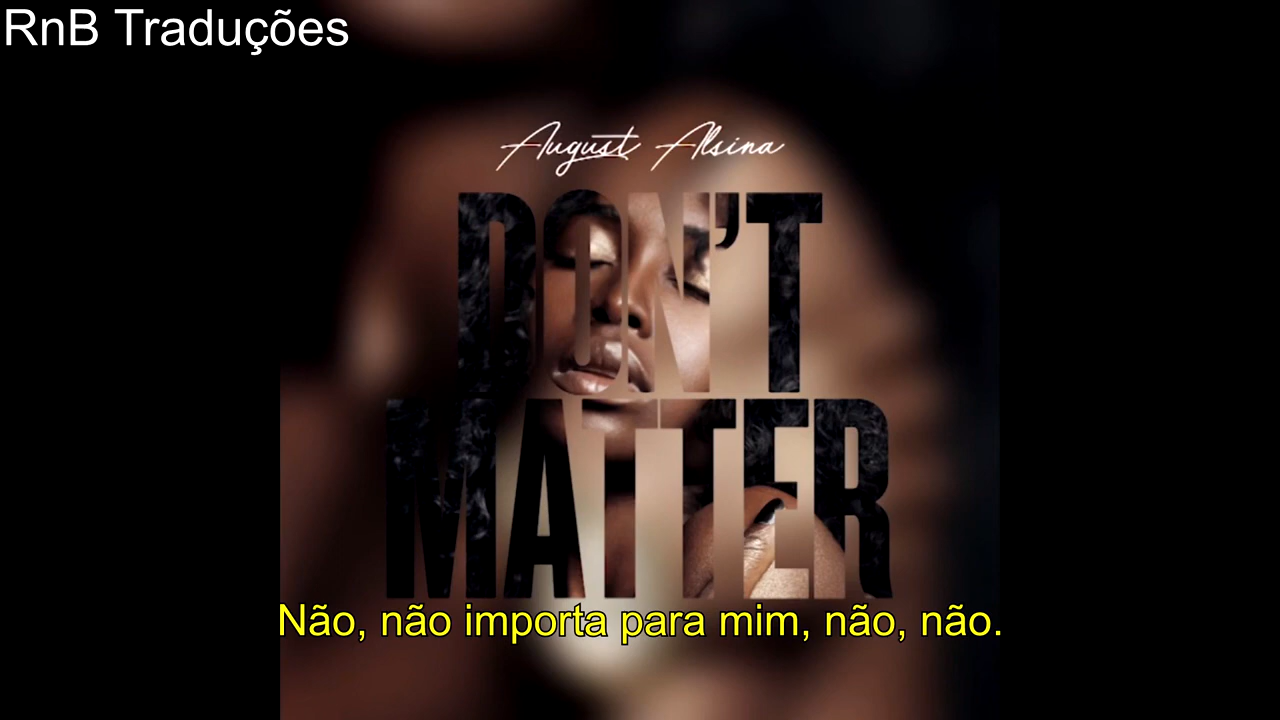 RnB Traduções
August Alsina
DON'T
MATTER
Não, não importa para mim, não, não.